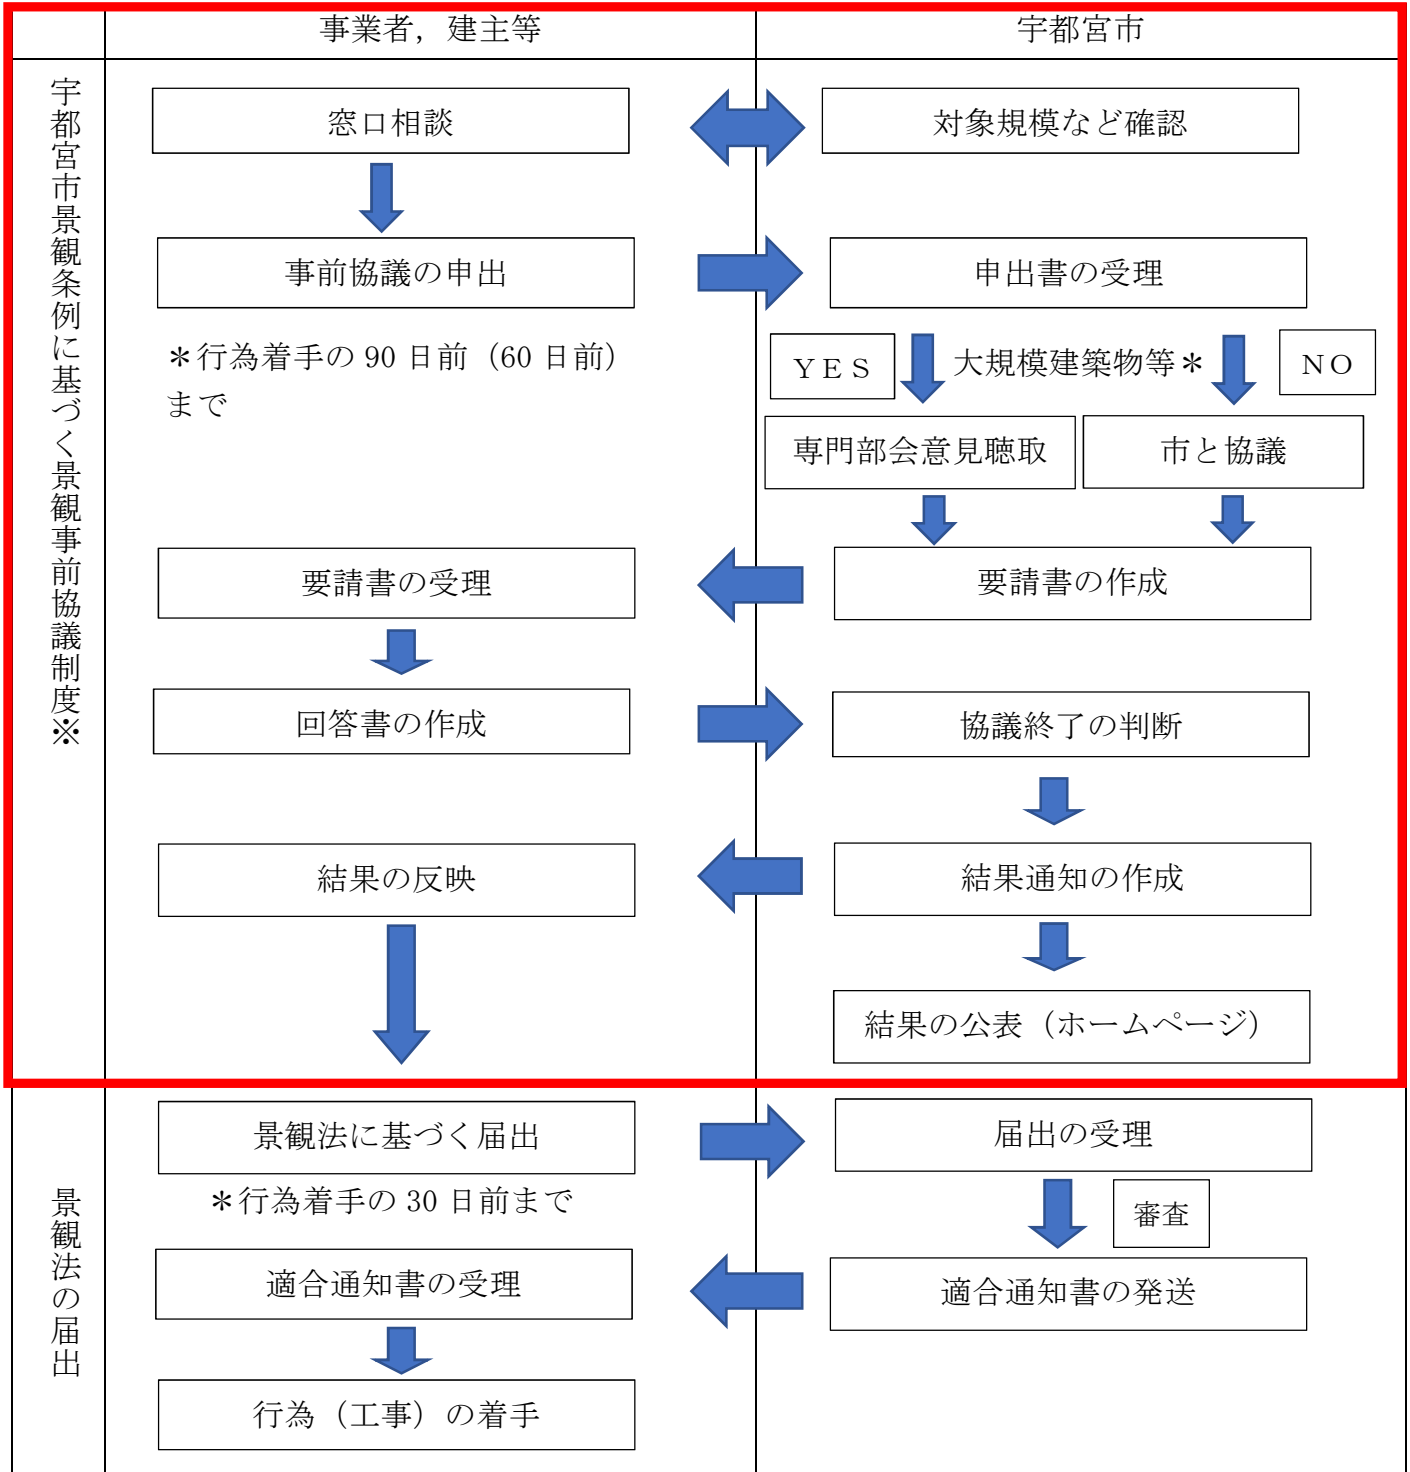 事業者，建主等
宇都宮市
宇都宮市景観条例に基づく景観事前協議制度※
窓口相談
対象規模など確認
事前協議の申出
申出書の受理
＊行為着手の 90 日前（60 日前）
まで
ＹＥＳ
大規模建築物等＊
ＮＯ
専門部会意見聴取
市と協議
要請書の受理
要請書の作成
回答書の作成
協議終了の判断
結果の反映
結果通知の作成
結果の公表（ホームページ）
景観法の届出
景観法に基づく届出
届出の受理
＊行為着手の 30 日前まで
審査
適合通知書の受理
適合通知書の発送
行為（工事）の着手